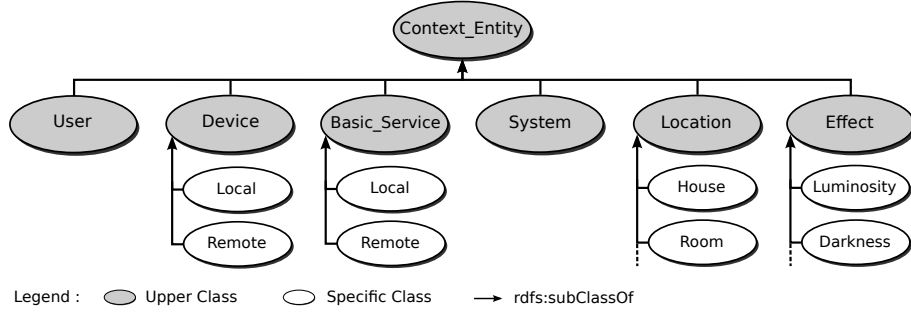 Context_Entity
User Device Basic_Service System Location Effect
Local Local House Luminosity
Remote Remote Room Darkness
Legend : Upper Class Specific Class rdfs:subClassOf